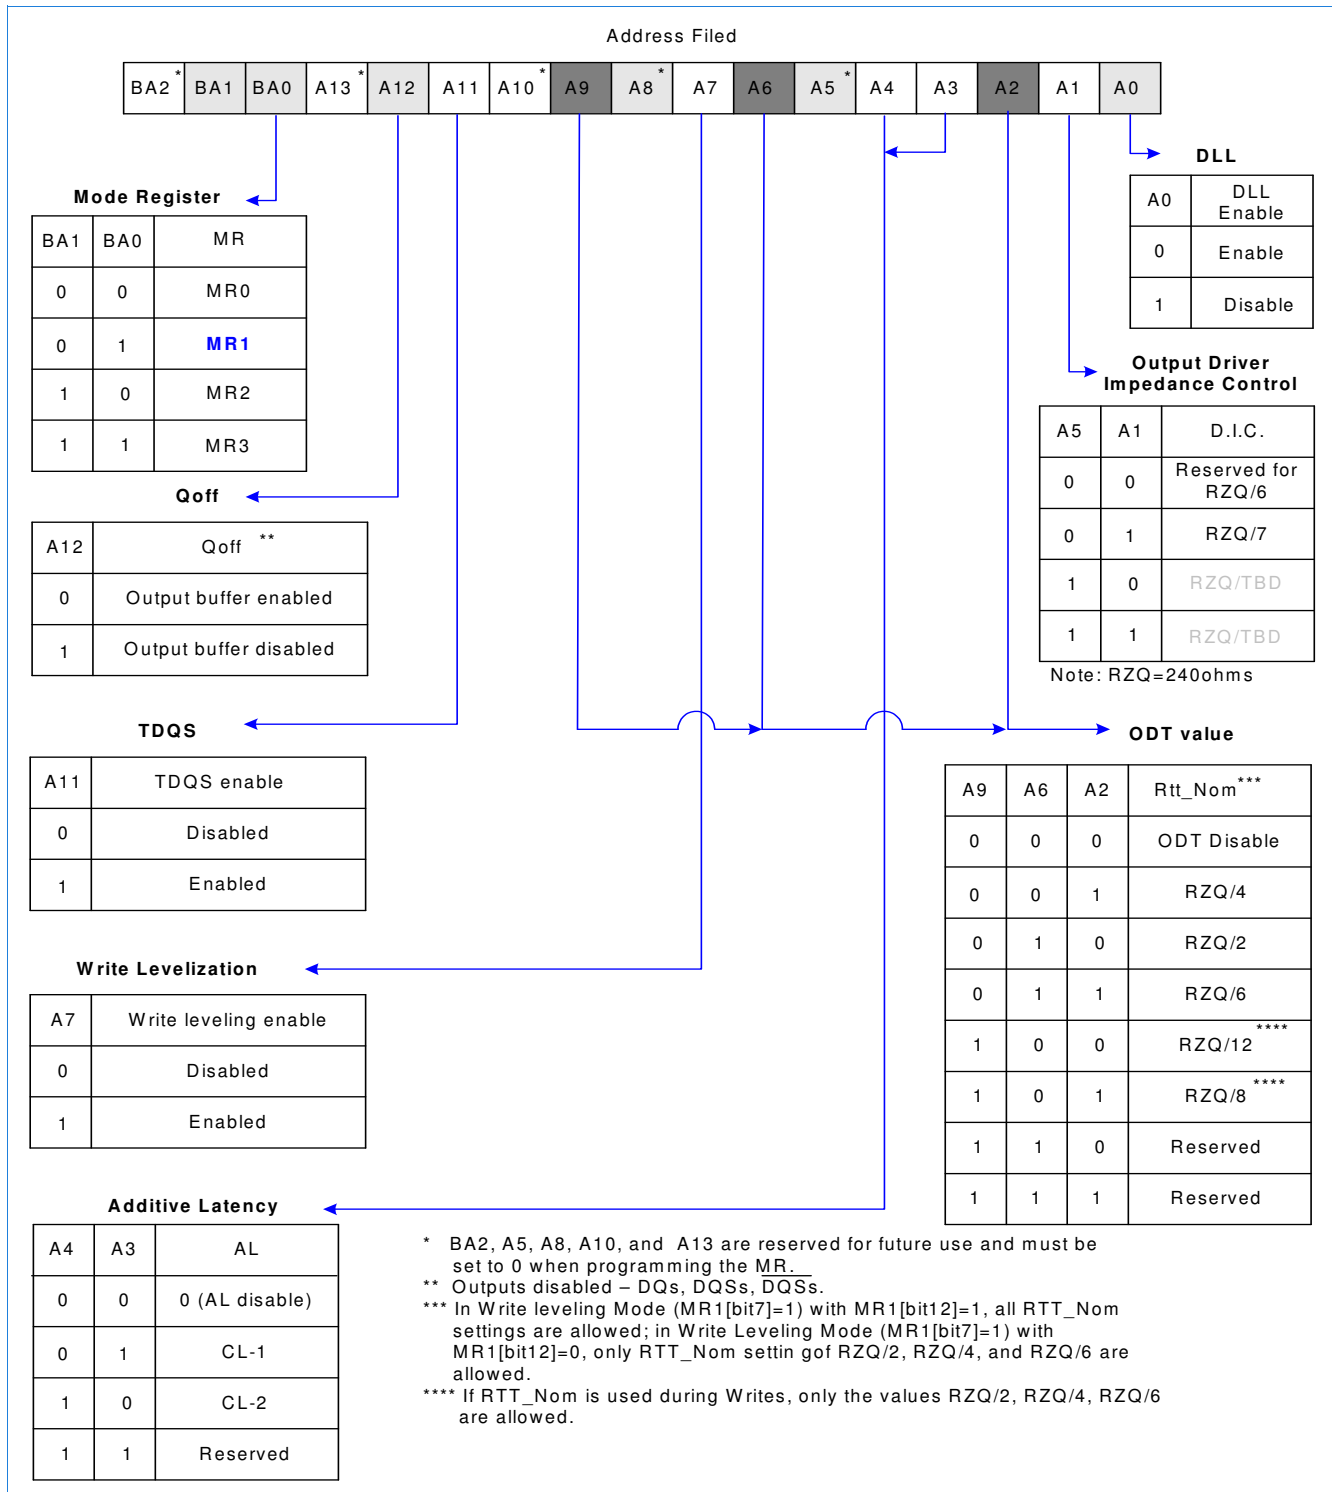 Address Filed
BA2* BA1 BA0 A13* A12 A11 A10* A9 A8* A7 A6 A5* A4 A3 A2 A1 A0
Mode Register
BA1 BA0 MR
0 0 MR0
0 1 MR1
1 0 MR2
1 1 MR3
Qoff
A12 Qoff **
0 Output buffer enabled
1 Output buffer disabled
TDQS
A11 TDQS enable
0 Disabled
1 Enabled
Write Levelization
A7 Write leveling enable
0 Disabled
1 Enabled
Additive Latency
A4 A3 AL
0 0 0 (AL disable)
0 1 CL-1
1 0 CL-2
1 1 Reserved
DLL
A0 DLL
Enable
0 Enable
1 Disable
Output Driver
Impedance Control
A5 A1 D.I.C.
0 0 Reserved for
RZQ/6
0 1 RZQ/7
1 0 RZQ/TBD
1 1 RZQ/TBD
Note: RZQ=240ohms
ODT value
A9 A6 A2 Rtt_Nom***
0 0 0 ODT Disable
0 0 1 RZQ/4
0 1 0 RZQ/2
0 1 1 RZQ/6
1 0 0 RZQ/12****
1 0 1 RZQ/8****
1 1 0 Reserved
1 1 1 Reserved
* BA2, A5, A8, A10, and A13 are reserved for future use and must be
set to 0 when programming the MR.
** Outputs disabled – DQs, DQSs, D̅Q̅S̅s̅.
*** In Write leveling Mode (MR1[bit7]=1) with MR1[bit12]=1, all RTT_Nom
settings are allowed; in Write Leveling Mode (MR1[bit7]=1) with
MR1[bit12]=0, only RTT_Nom settin gof RZQ/2, RZQ/4, and RZQ/6 are
allowed.
**** If RTT_Nom is used during Writes, only the values RZQ/2, RZQ/4, RZQ/6
are allowed.